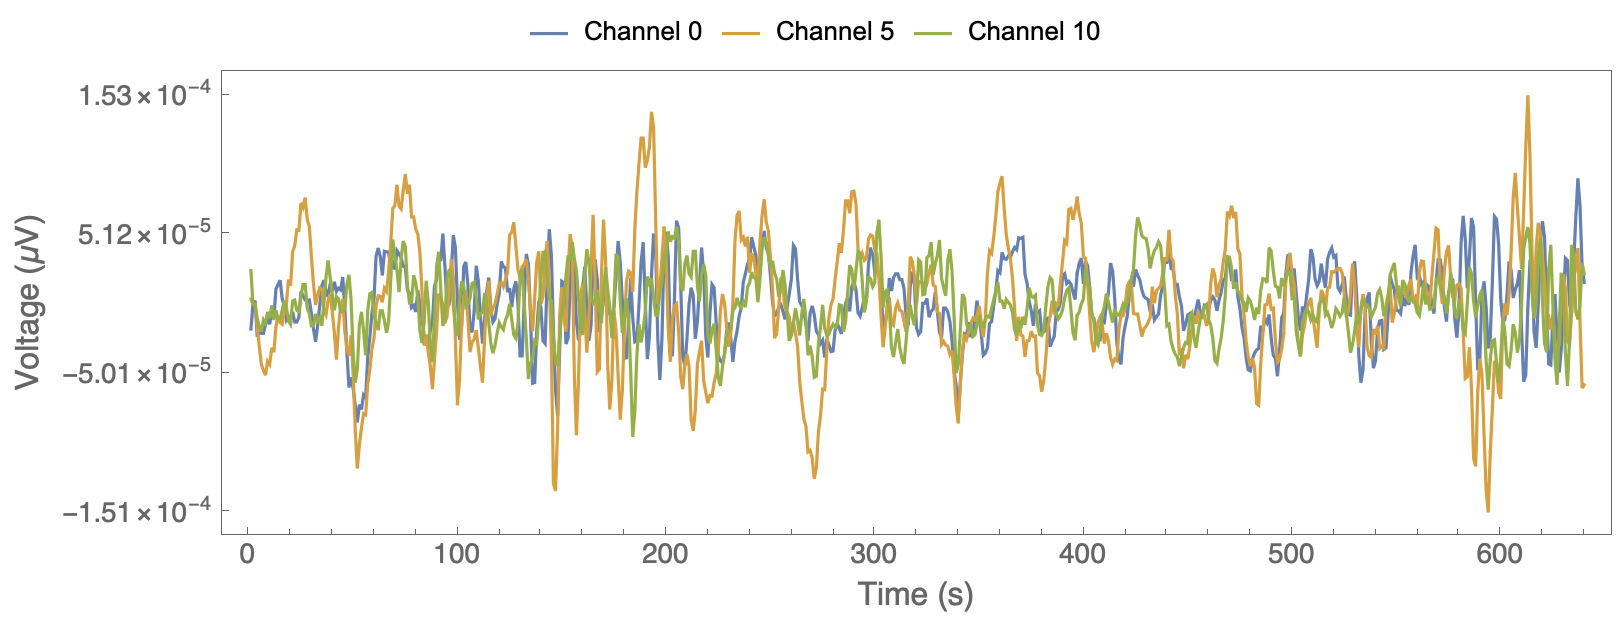 Channel 0 Channel 5 Channel 10
1.53×10⁻⁴
5.12×10⁻⁵
Voltage (μV)
−5.01×10⁻⁵
−1.51×10⁻⁴
0 100 200 300 400 500 600
Time (s)